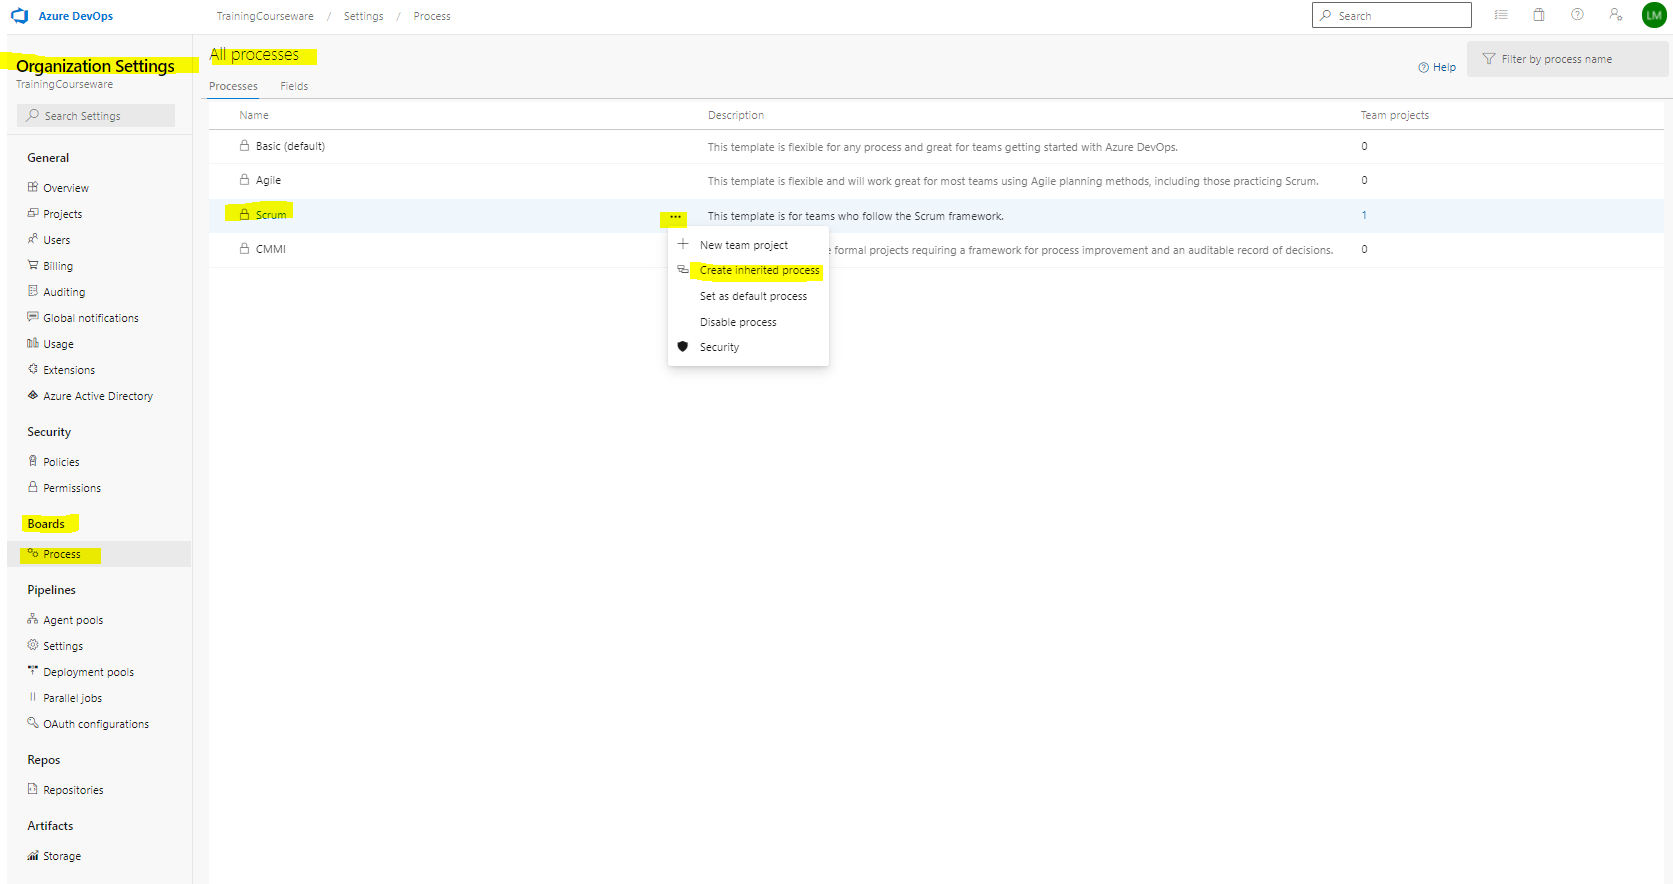 Azure DevOps
TrainingCourseware / Settings / Process
Search
LM
Organization Settings
TrainingCourseware
Search Settings
General
Overview
Projects
Users
Billing
Auditing
Global notifications
Usage
Extensions
Azure Active Directory
Security
Policies
Permissions
Boards
Process
Pipelines
Agent pools
Settings
Deployment pools
Parallel jobs
OAuth configurations
Repos
Repositories
Artifacts
Storage
All processes
Help
Filter by process name
Processes Fields
Name Description Team projects
Basic (default) This template is flexible for any process and great for teams getting started with Azure DevOps. 0
Agile This template is flexible and will work great for most teams using Agile planning methods, including those practicing Scrum. 0
Scrum ... This template is for teams who follow the Scrum framework. 1
CMMI formal projects requiring a framework for process improvement and an auditable record of decisions. 0
New team project
Create inherited process
Set as default process
Disable process
Security